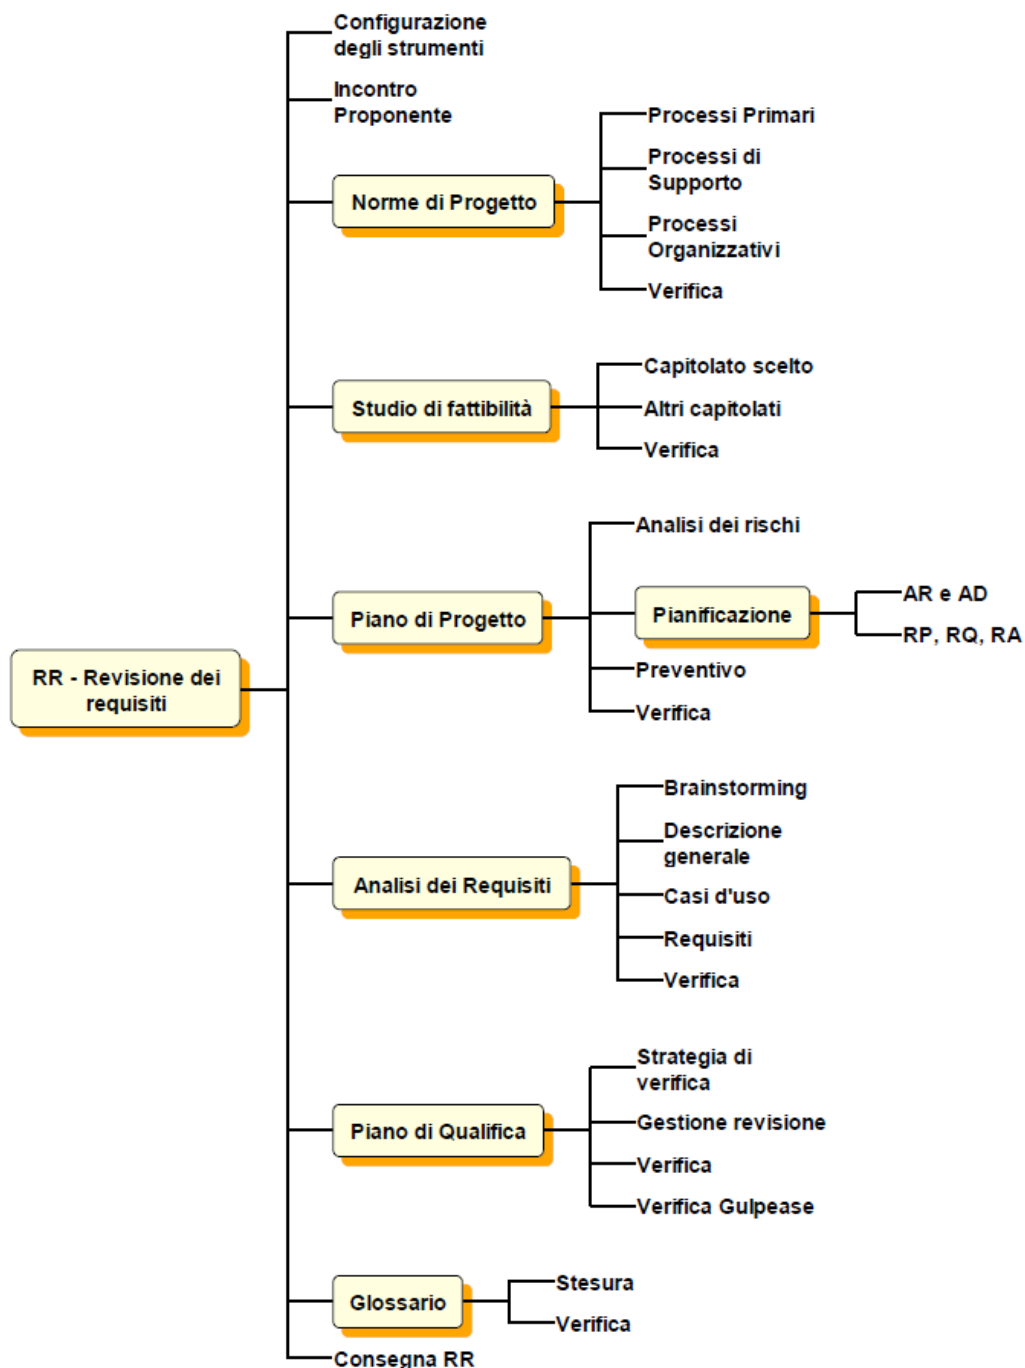 Configurazione
degli strumenti
Incontro
Proponente
Norme di Progetto
Processi Primari
Processi di
Supporto
Processi
Organizzativi
Verifica
Studio di fattibilità
Capitolato scelto
Altri capitolati
Verifica
RR - Revisione dei
requisiti
Piano di Progetto
Analisi dei rischi
Pianificazione
AR e AD
RP, RQ, RA
Preventivo
Verifica
Analisi dei Requisiti
Brainstorming
Descrizione
generale
Casi d'uso
Requisiti
Verifica
Piano di Qualifica
Strategia di
verifica
Gestione revisione
Verifica
Verifica Gulpease
Glossario
Stesura
Verifica
Consegna RR